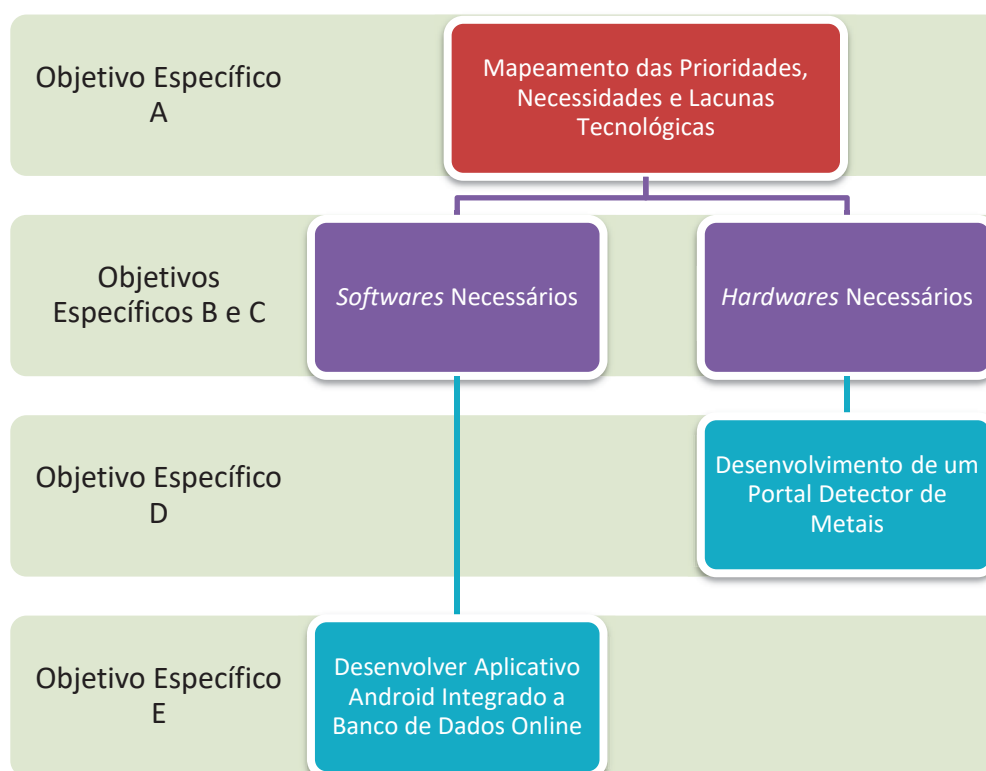 Objetivo Específico
A
Mapeamento das Prioridades,
Necessidades e Lacunas
Tecnológicas
Objetivos
Específicos B e C
Softwares Necessários
Hardwares Necessários
Objetivo Específico
D
Desenvolvimento de um
Portal Detector de
Metais
Objetivo Específico
E
Desenvolver Aplicativo
Android Integrado a
Banco de Dados Online